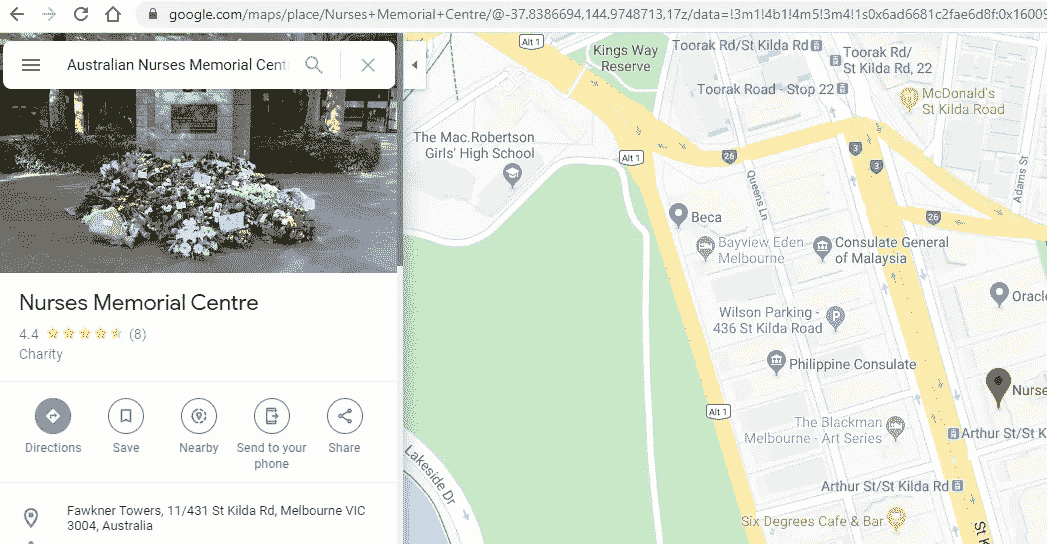 google.com/maps/place/Nurses+Memorial+Centre/@-37.8386694,144.9748713,17z/data=!3m1!4b1!4m5!3m4!1s0x6ad6681c2fae6d8f:0x16009
Australian Nurses Memorial Cent
Nurses Memorial Centre
4.4 (8)
Charity
Directions
Save
Nearby
Send to your
phone
Share
Fawkner Towers, 11/431 St Kilda Rd, Melbourne VIC
3004, Australia
Alt 1
Kings Way
Reserve
Toorak Rd/St Kilda Rd
Toorak Rd/
St Kilda Rd, 22
Toorak Road - Stop 22
McDonald's
St Kilda Road
The Mac.Robertson
Girls' High School
Alt 1
26
3
3
Adams St
Queens Ln
26
Beca
Bayview Eden
Melbourne
Consulate General
of Malaysia
Oracle
Wilson Parking -
436 St Kilda Road
Philippine Consulate
Nurse
Alt 1
The Blackman
Melbourne - Art Series
Arthur St/St K
Lakeside Dr
Arthur St/St Kilda Rd
Six Degrees Cafe & Bar
St K